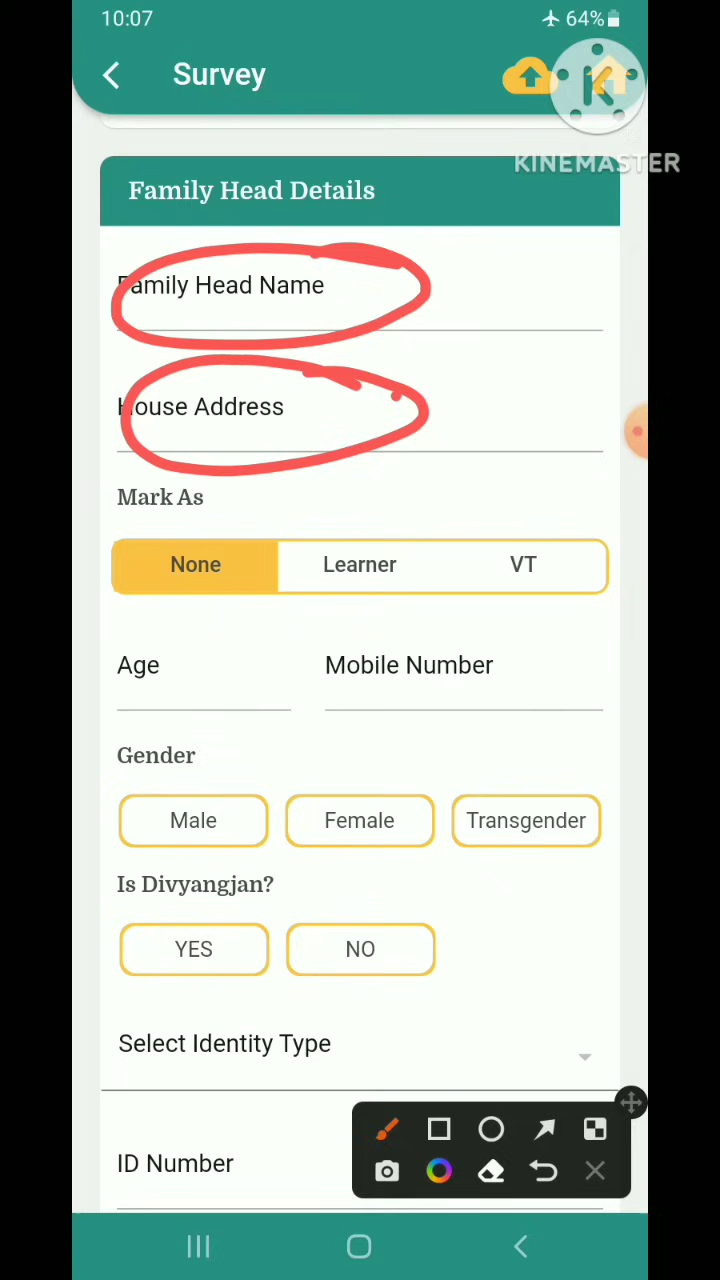 10:07 64%
Survey
KINEMASTER
Family Head Details
Family Head Name
House Address
Mark As
None Learner VT
Age Mobile Number
Gender
Male Female Transgender
Is Divyangjan?
YES NO
Select Identity Type
ID Number